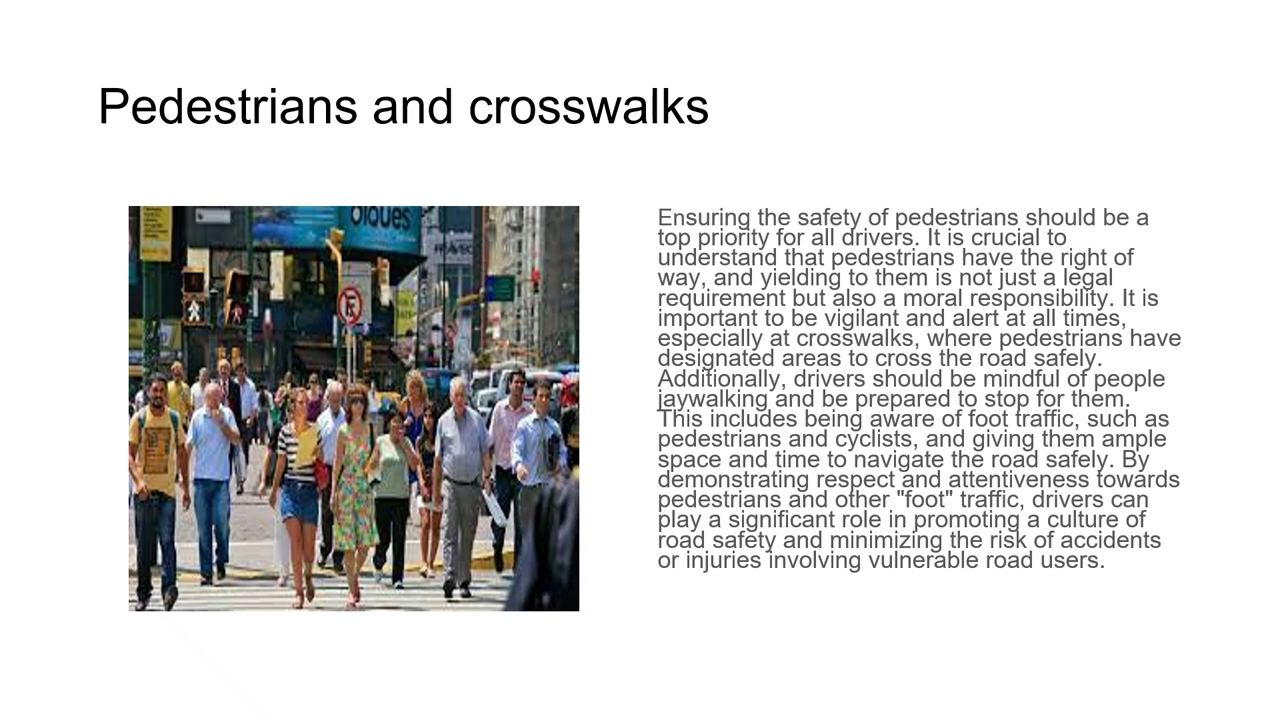 Pedestrians and crosswalks
Ensuring the safety of pedestrians should be a
top priority for all drivers. It is crucial to
understand that pedestrians have the right of
way, and yielding to them is not just a legal
requirement but also a moral responsibility. It is
important to be vigilant and alert at all times,
especially at crosswalks, where pedestrians have
designated areas to cross the road safely.
Additionally, drivers should be mindful of people
jaywalking and be prepared to stop for them.
This includes being aware of foot traffic, such as
pedestrians and cyclists, and giving them ample
space and time to navigate the road safely. By
demonstrating respect and attentiveness towards
pedestrians and other "foot" traffic, drivers can
play a significant role in promoting a culture of
road safety and minimizing the risk of accidents
or injuries involving vulnerable road users.